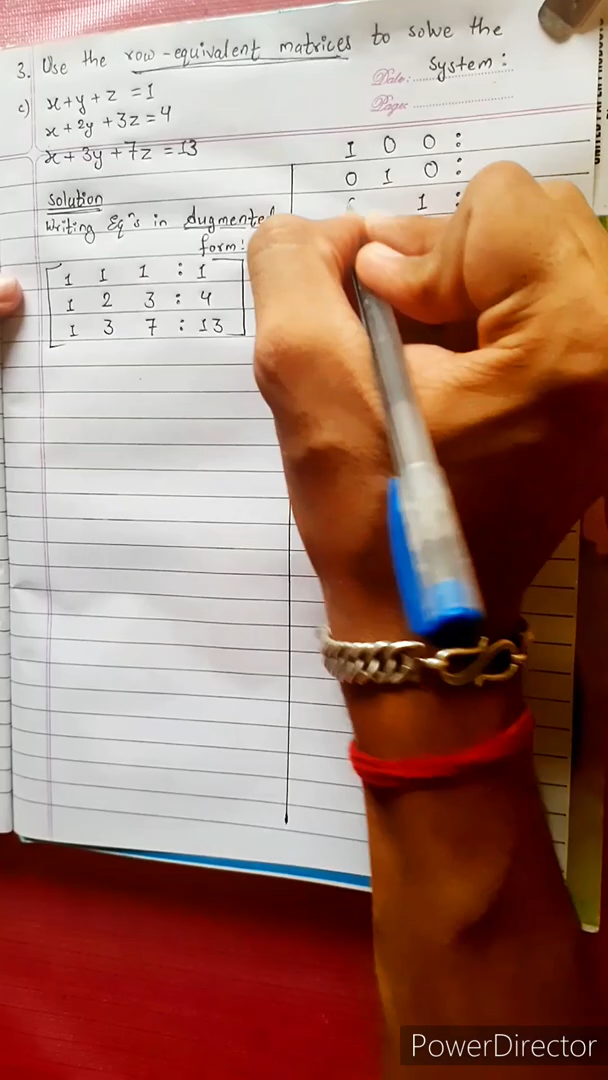 3. Use the row-equivalent matrices to solve the
system:
Date:
Page:
c) x+y+z =1
x+2y+3z=4
x+3y+7z=13
Solution
Writing Eqns in augmented
form:
1 1 1 : 1
1 2 3 : 4
1 3 7 : 13
1 0 0 :
0 1 0 :
1 :
PowerDirector